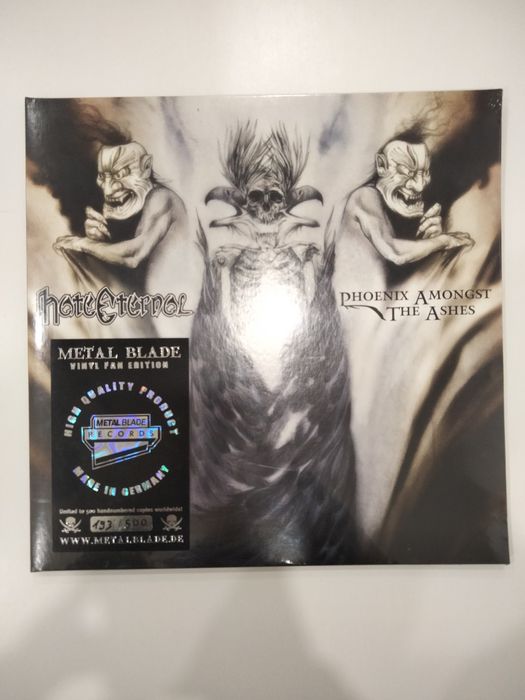 Hate Eternal
PHOENIX AMONGST
THE ASHES
METAL BLADE
VINYL FAN EDITION
HIGH QUALITY PRODUCT
METAL BLADE
RECORDS
MADE IN GERMANY
Limited to 500 handnumbered copies worldwide!
193/500
WWW.METALBLADE.DE